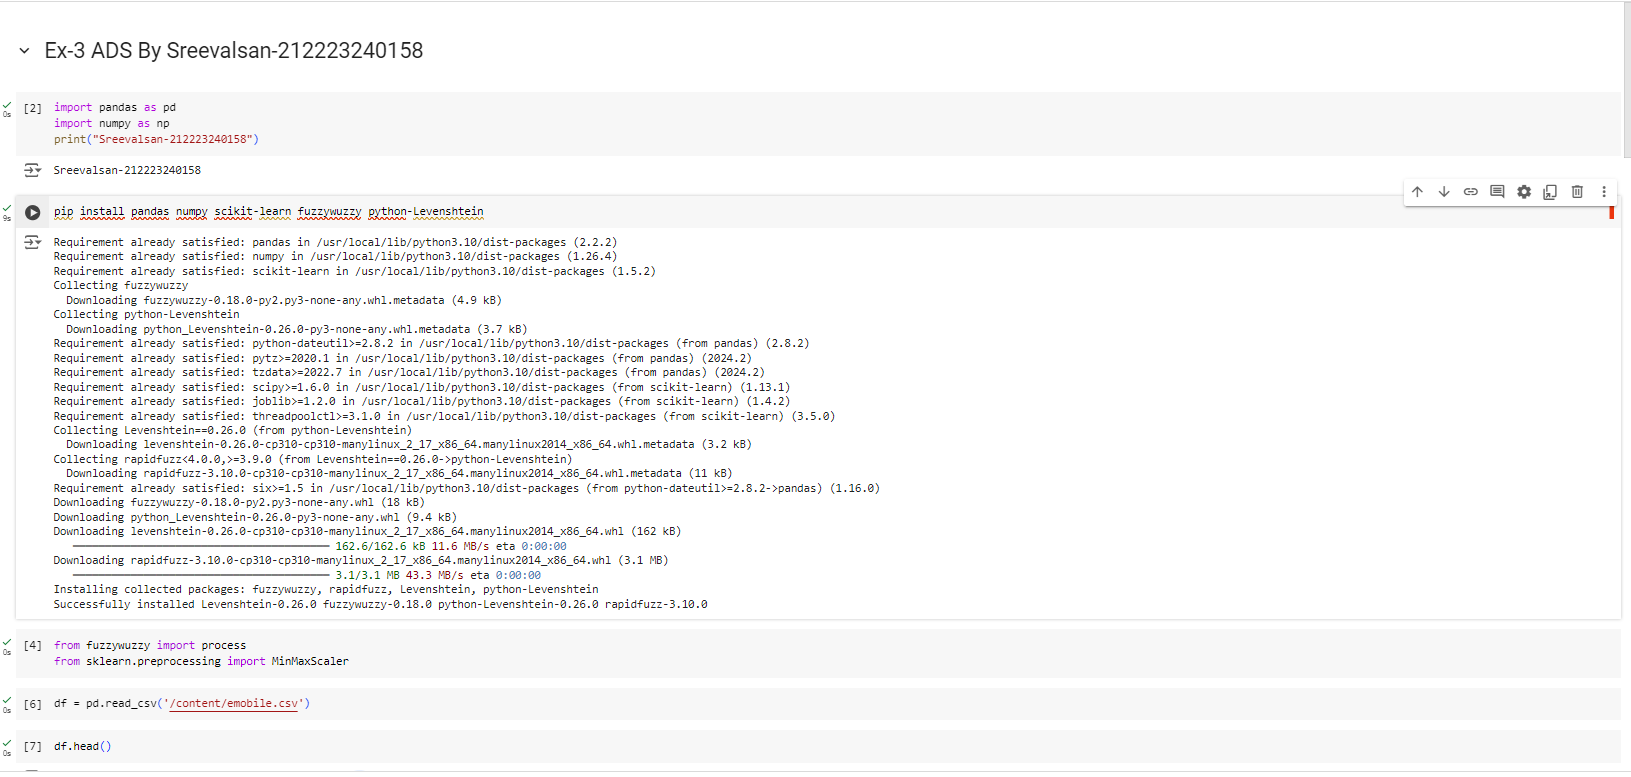 Ex-3 ADS By Sreevalsan-212223240158
0s
[2] import pandas as pd
import numpy as np
print("Sreevalsan-212223240158")
Sreevalsan-212223240158
9s
pip install pandas numpy scikit-learn fuzzywuzzy python-Levenshtein
Requirement already satisfied: pandas in /usr/local/lib/python3.10/dist-packages (2.2.2)
Requirement already satisfied: numpy in /usr/local/lib/python3.10/dist-packages (1.26.4)
Requirement already satisfied: scikit-learn in /usr/local/lib/python3.10/dist-packages (1.5.2)
Collecting fuzzywuzzy
Downloading fuzzywuzzy-0.18.0-py2.py3-none-any.whl.metadata (4.9 kB)
Collecting python-Levenshtein
Downloading python_Levenshtein-0.26.0-py3-none-any.whl.metadata (3.7 kB)
Requirement already satisfied: python-dateutil>=2.8.2 in /usr/local/lib/python3.10/dist-packages (from pandas) (2.8.2)
Requirement already satisfied: pytz>=2020.1 in /usr/local/lib/python3.10/dist-packages (from pandas) (2024.2)
Requirement already satisfied: tzdata>=2022.7 in /usr/local/lib/python3.10/dist-packages (from pandas) (2024.2)
Requirement already satisfied: scipy>=1.6.0 in /usr/local/lib/python3.10/dist-packages (from scikit-learn) (1.13.1)
Requirement already satisfied: joblib>=1.2.0 in /usr/local/lib/python3.10/dist-packages (from scikit-learn) (1.4.2)
Requirement already satisfied: threadpoolctl>=3.1.0 in /usr/local/lib/python3.10/dist-packages (from scikit-learn) (3.5.0)
Collecting Levenshtein==0.26.0 (from python-Levenshtein)
Downloading levenshtein-0.26.0-cp310-cp310-manylinux_2_17_x86_64.manylinux2014_x86_64.whl.metadata (3.2 kB)
Collecting rapidfuzz<4.0.0,>=3.9.0 (from Levenshtein==0.26.0->python-Levenshtein)
Downloading rapidfuzz-3.10.0-cp310-cp310-manylinux_2_17_x86_64.manylinux2014_x86_64.whl.metadata (11 kB)
Requirement already satisfied: six>=1.5 in /usr/local/lib/python3.10/dist-packages (from python-dateutil>=2.8.2->pandas) (1.16.0)
Downloading fuzzywuzzy-0.18.0-py2.py3-none-any.whl (18 kB)
Downloading python_Levenshtein-0.26.0-py3-none-any.whl (9.4 kB)
Downloading levenshtein-0.26.0-cp310-cp310-manylinux_2_17_x86_64.manylinux2014_x86_64.whl (162 kB)
162.6/162.6 kB 11.6 MB/s eta 0:00:00
Downloading rapidfuzz-3.10.0-cp310-cp310-manylinux_2_17_x86_64.manylinux2014_x86_64.whl (3.1 MB)
3.1/3.1 MB 43.3 MB/s eta 0:00:00
Installing collected packages: fuzzywuzzy, rapidfuzz, Levenshtein, python-Levenshtein
Successfully installed Levenshtein-0.26.0 fuzzywuzzy-0.18.0 python-Levenshtein-0.26.0 rapidfuzz-3.10.0
0s
[4] from fuzzywuzzy import process
from sklearn.preprocessing import MinMaxScaler
0s
[6] df = pd.read_csv('/content/emobile.csv')
0s
[7] df.head()